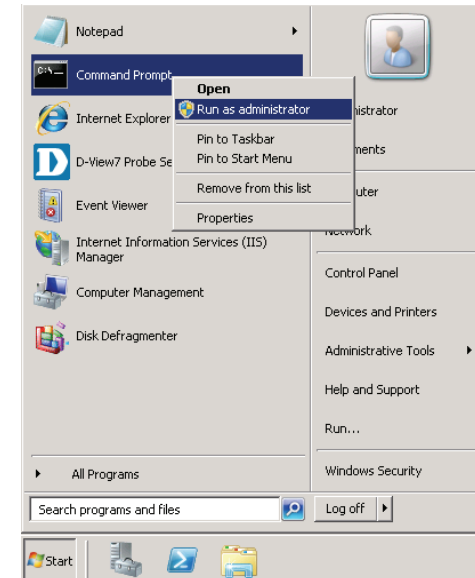 Notepad
C:\
Command Prompt
Open
Run as administrator
Pin to Taskbar
Pin to Start Menu
Remove from this list
Properties
Internet Explorer
D-View7 Probe Se
Event Viewer
Internet Information Services (IIS)
Manager
Computer Management
Disk Defragmenter
All Programs
Search programs and files
istrator
ments
uter
Network
Control Panel
Devices and Printers
Administrative Tools
Help and Support
Run...
Windows Security
Log off
Start